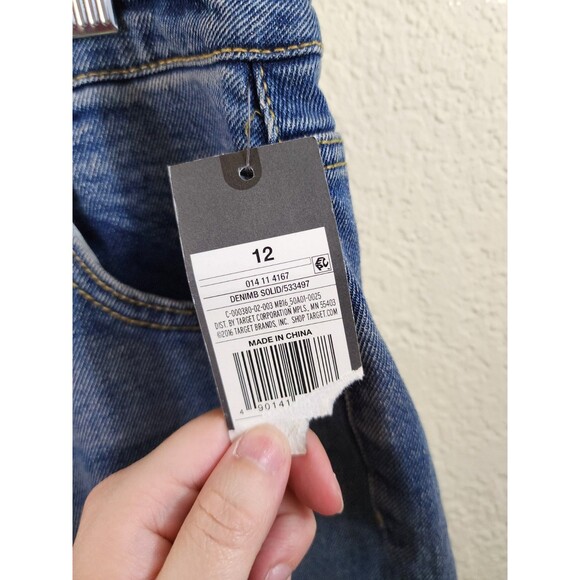 12
014 11 4167
DENIMB SOLID/533497
C-000380-02-003 MB16_50A01-0025
DIST. BY TARGET CORPORATION MPLS., MN 55403
©2016 TARGET BRANDS, INC. SHOP TARGET.COM
MADE IN CHINA
4 90141